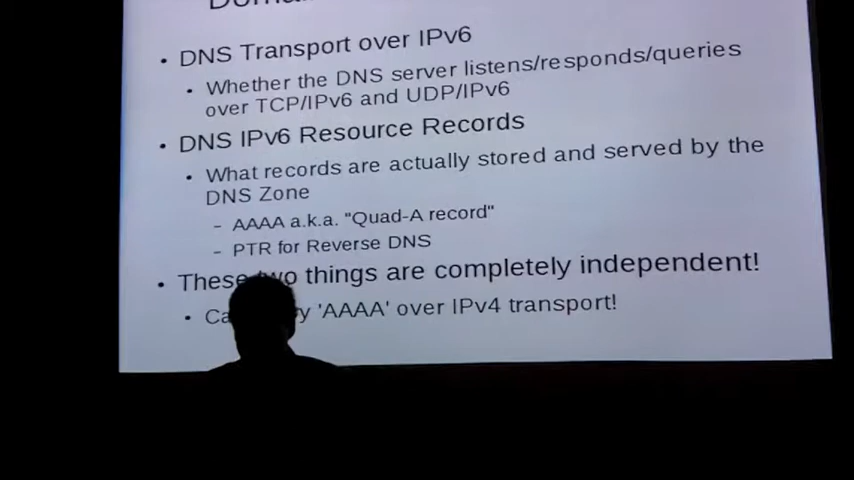 • DNS Transport over IPv6
• Whether the DNS server listens/responds/queries
over TCP/IPv6 and UDP/IPv6
• DNS IPv6 Resource Records
• What records are actually stored and served by the
DNS Zone
– AAAA a.k.a. "Quad-A record"
– PTR for Reverse DNS
• These two things are completely independent!
• 'AAAA' over IPv4 transport!